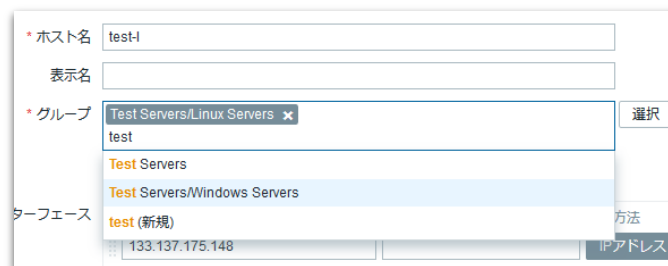 * ホスト名 test-l
表示名
* グループ Test Servers/Linux Servers × 選択
test
Test Servers
Test Servers/Windows Servers
test (新規)
ターフェース 方法
133.137.175.148 IPアドレス